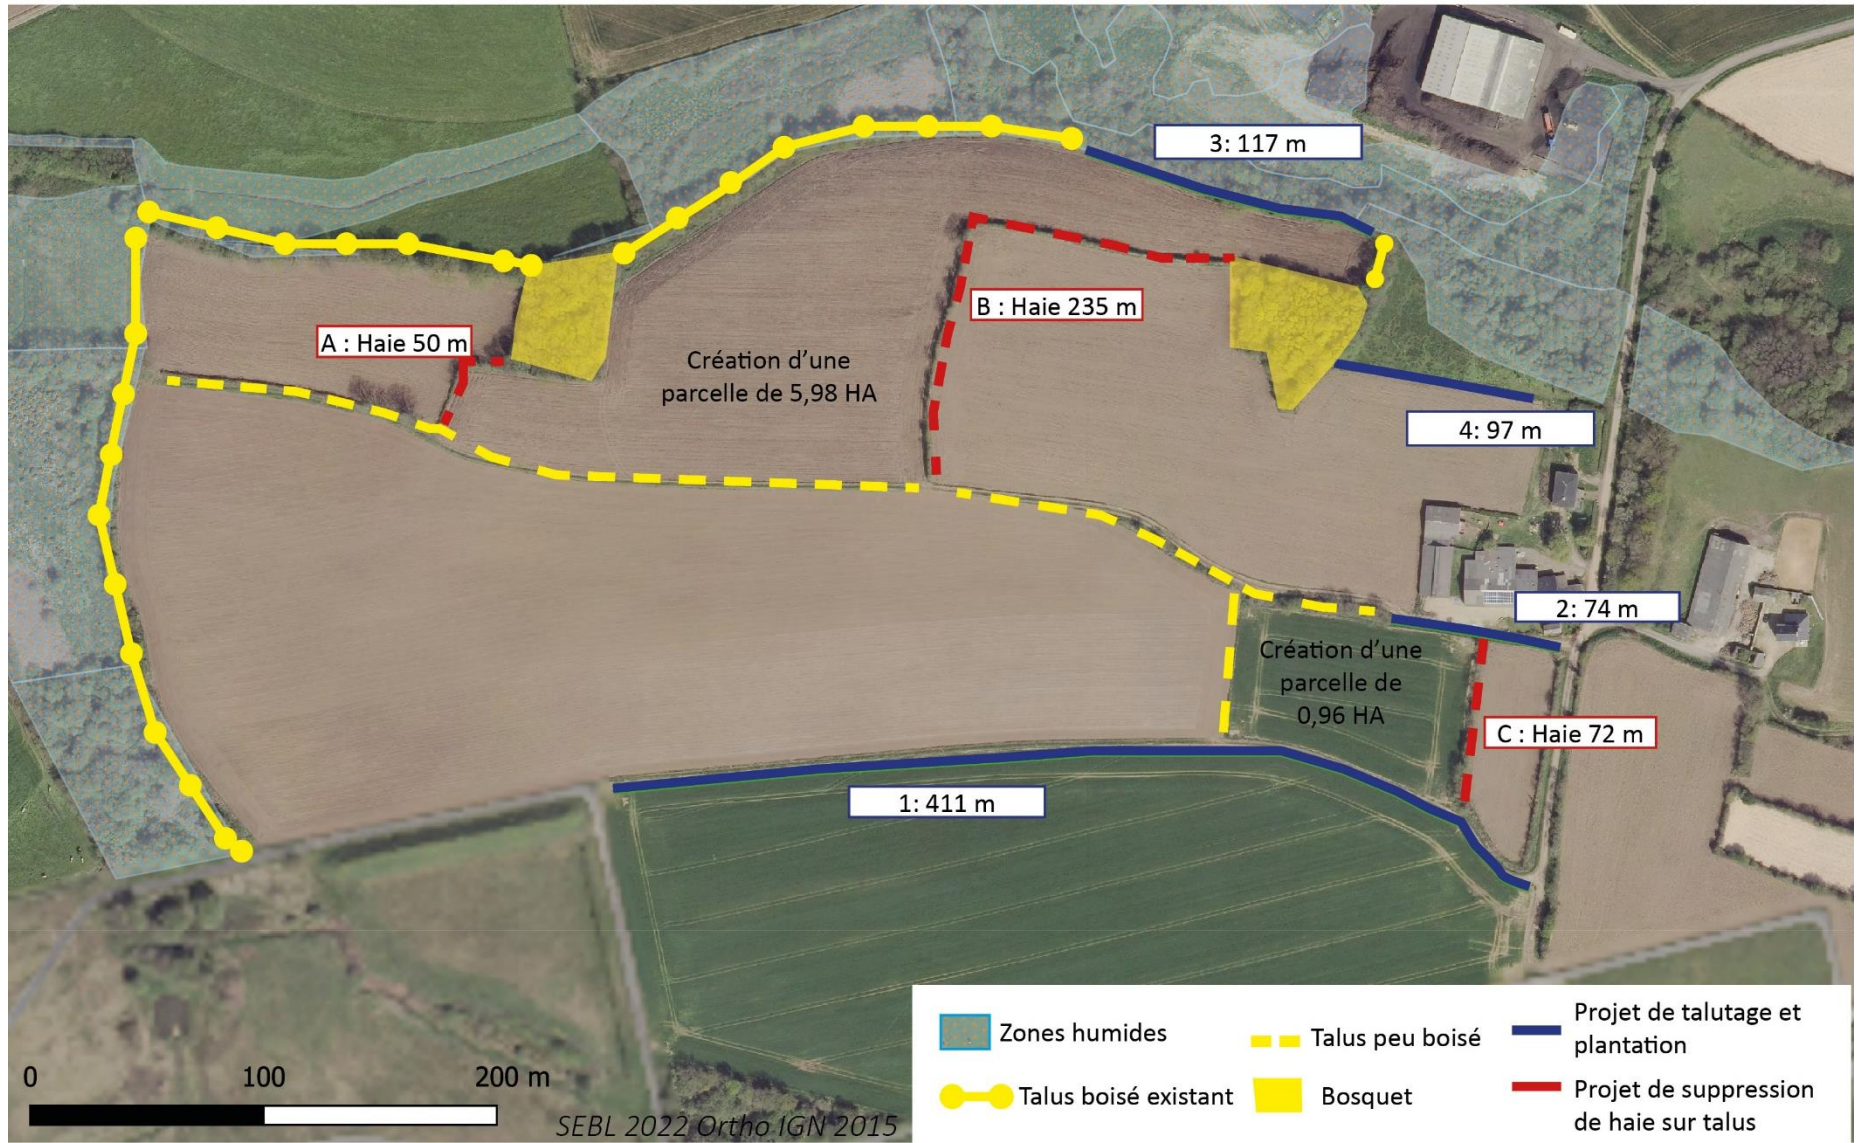 3: 117 m
A : Haie 50 m
B : Haie 235 m
Création d’une
parcelle de 5,98 HA
4: 97 m
2: 74 m
Création d’une
parcelle de
0,96 HA
C : Haie 72 m
1: 411 m
0 100 200 m
SEBL 2022 Ortho IGN 2015
Zones humides
Talus boisé existant
Talus peu boisé
Bosquet
Projet de talutage et
plantation
Projet de suppression
de haie sur talus